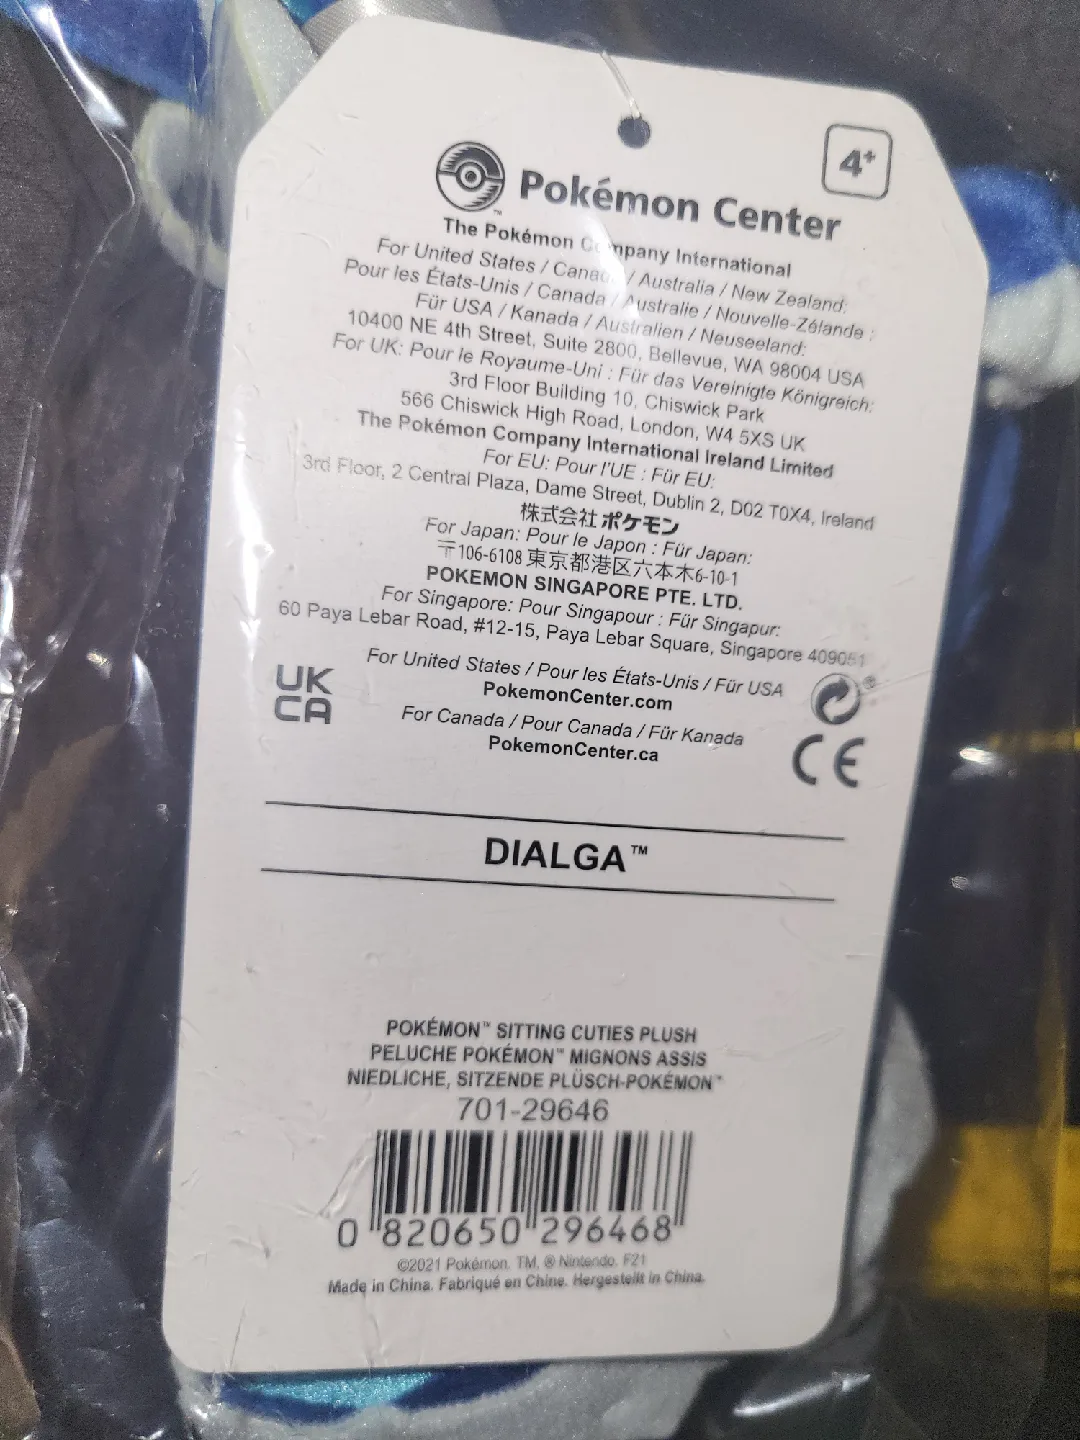 4+
Pokémon Center
The Pokémon Company International
For United States / Canada / Australia / New Zealand:
Pour les États-Unis / Canada / Australie / Nouvelle-Zélande :
Für USA / Kanada / Australien / Neuseeland:
10400 NE 4th Street, Suite 2800, Bellevue, WA 98004 USA
For UK: Pour le Royaume-Uni : Für das Vereinigte Königreich:
3rd Floor Building 10, Chiswick Park
566 Chiswick High Road, London, W4 5XS UK
The Pokémon Company International Ireland Limited
For EU: Pour l'UE : Für EU:
3rd Floor, 2 Central Plaza, Dame Street, Dublin 2, D02 T0X4, Ireland
株式会社ポケモン
For Japan: Pour le Japon : Für Japan:
〒106-6108 東京都港区六本木6-10-1
POKEMON SINGAPORE PTE. LTD.
For Singapore: Pour Singapour : Für Singapur:
60 Paya Lebar Road, #12-15, Paya Lebar Square, Singapore 409051
For United States / Pour les États-Unis / Für USA
PokemonCenter.com
For Canada / Pour Canada / Für Kanada
PokemonCenter.ca
UK
CA
CE
DIALGA™
POKÉMON™ SITTING CUTIES PLUSH
PELUCHE POKÉMON™ MIGNONS ASSIS
NIEDLICHE, SITZENDE PLÜSCH-POKÉMON™
701-29646
0 820650 296468
©2021 Pokémon. TM, ® Nintendo. F21
Made in China. Fabriqué en Chine. Hergestellt in China.